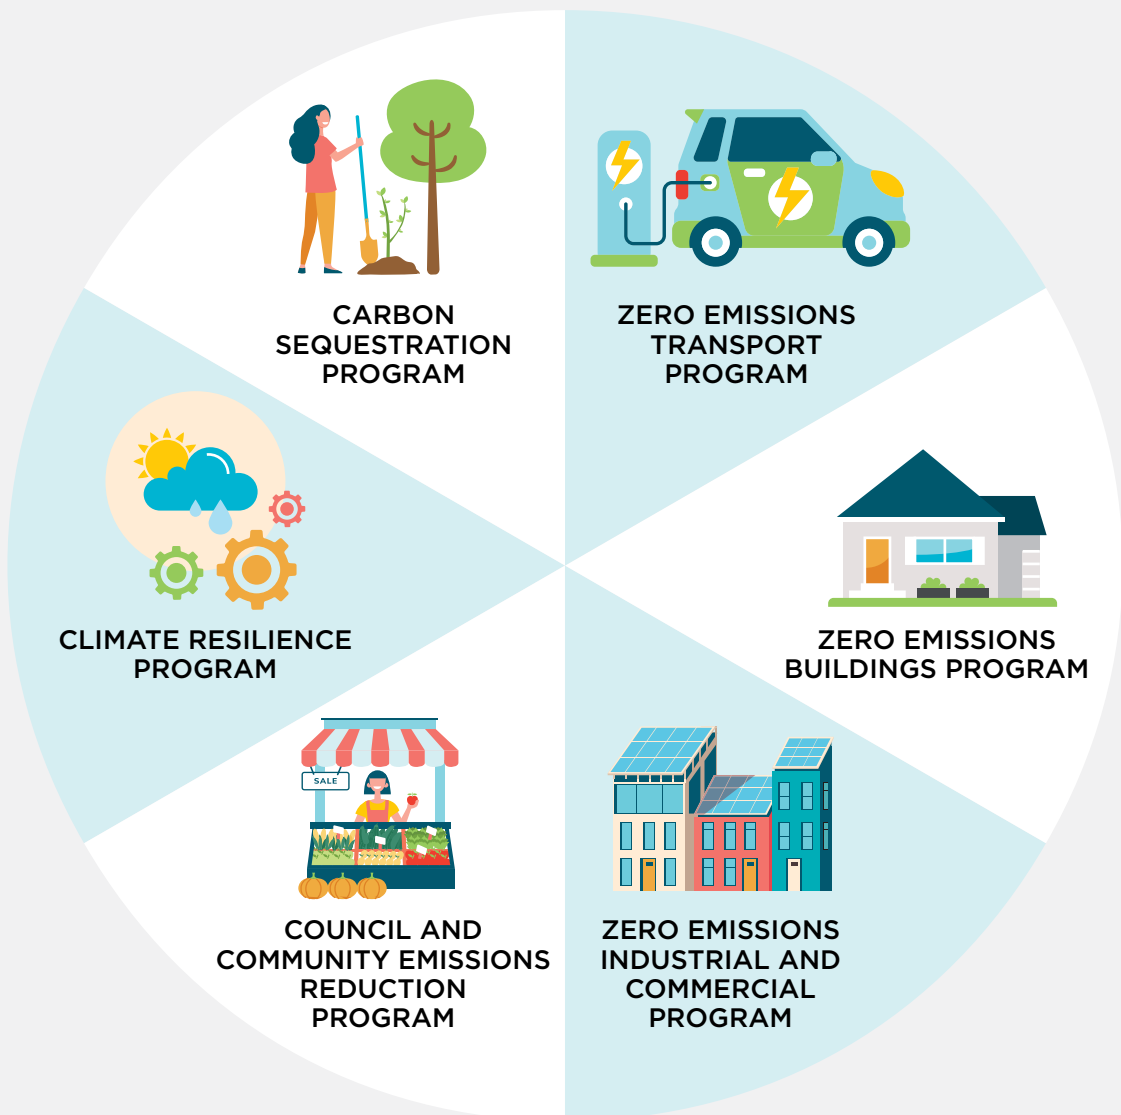 CARBON
SEQUESTRATION
PROGRAM
ZERO EMISSIONS
TRANSPORT
PROGRAM
CLIMATE RESILIENCE
PROGRAM
ZERO EMISSIONS
BUILDINGS PROGRAM
SALE
COUNCIL AND
COMMUNITY EMISSIONS
REDUCTION
PROGRAM
ZERO EMISSIONS
INDUSTRIAL AND
COMMERCIAL
PROGRAM